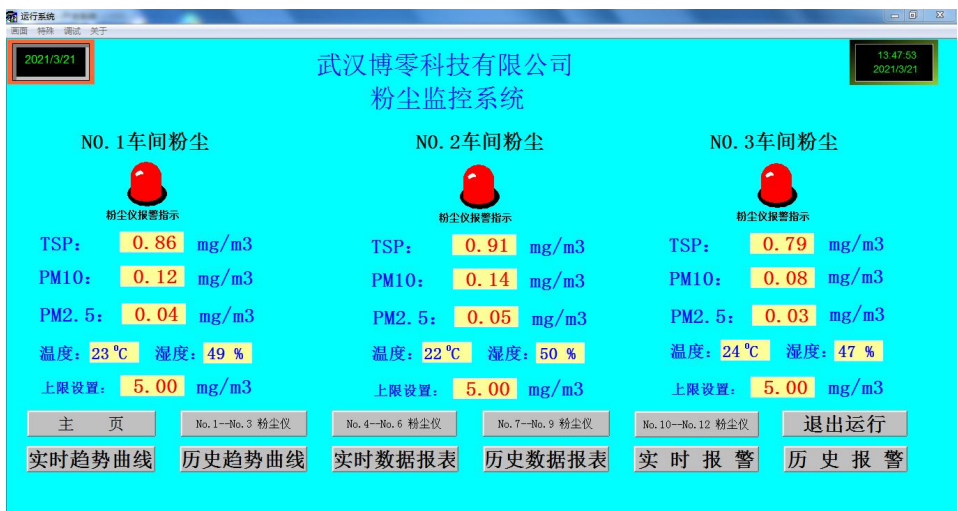 运行系统
画面 特殊 调试 关于
2021/3/21
13:47:53
2021/3/21
武汉博零科技有限公司
粉尘监控系统
NO.1车间粉尘 NO.2车间粉尘 NO.3车间粉尘
粉尘仪报警指示 粉尘仪报警指示 粉尘仪报警指示
TSP: 0.86 mg/m3 TSP: 0.91 mg/m3 TSP: 0.79 mg/m3
PM10: 0.12 mg/m3 PM10: 0.14 mg/m3 PM10: 0.08 mg/m3
PM2.5: 0.04 mg/m3 PM2.5: 0.05 mg/m3 PM2.5: 0.03 mg/m3
温度: 23℃ 湿度: 49 % 温度: 22℃ 湿度: 50 % 温度: 24℃ 湿度: 47 %
上限设置: 5.00 mg/m3 上限设置: 5.00 mg/m3 上限设置: 5.00 mg/m3
主 页 No.1--No.3 粉尘仪 No.4--No.6 粉尘仪 No.7--No.9 粉尘仪 No.10--No.12 粉尘仪 退出运行
实时趋势曲线 历史趋势曲线 实时数据报表 历史数据报表 实时报警 历史报警